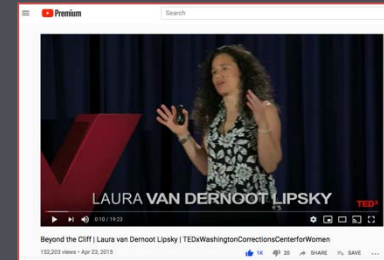 Premium
Search
LAURA VAN DERNOOT LIPSKY
TEDx
0:10 / 19:23
Beyond the Cliff | Laura van Dernoot Lipsky | TEDxWashingtonCorrectionsCenterforWomen
152,203 views • Apr 23, 2015
1K
20
SHARE
SAVE